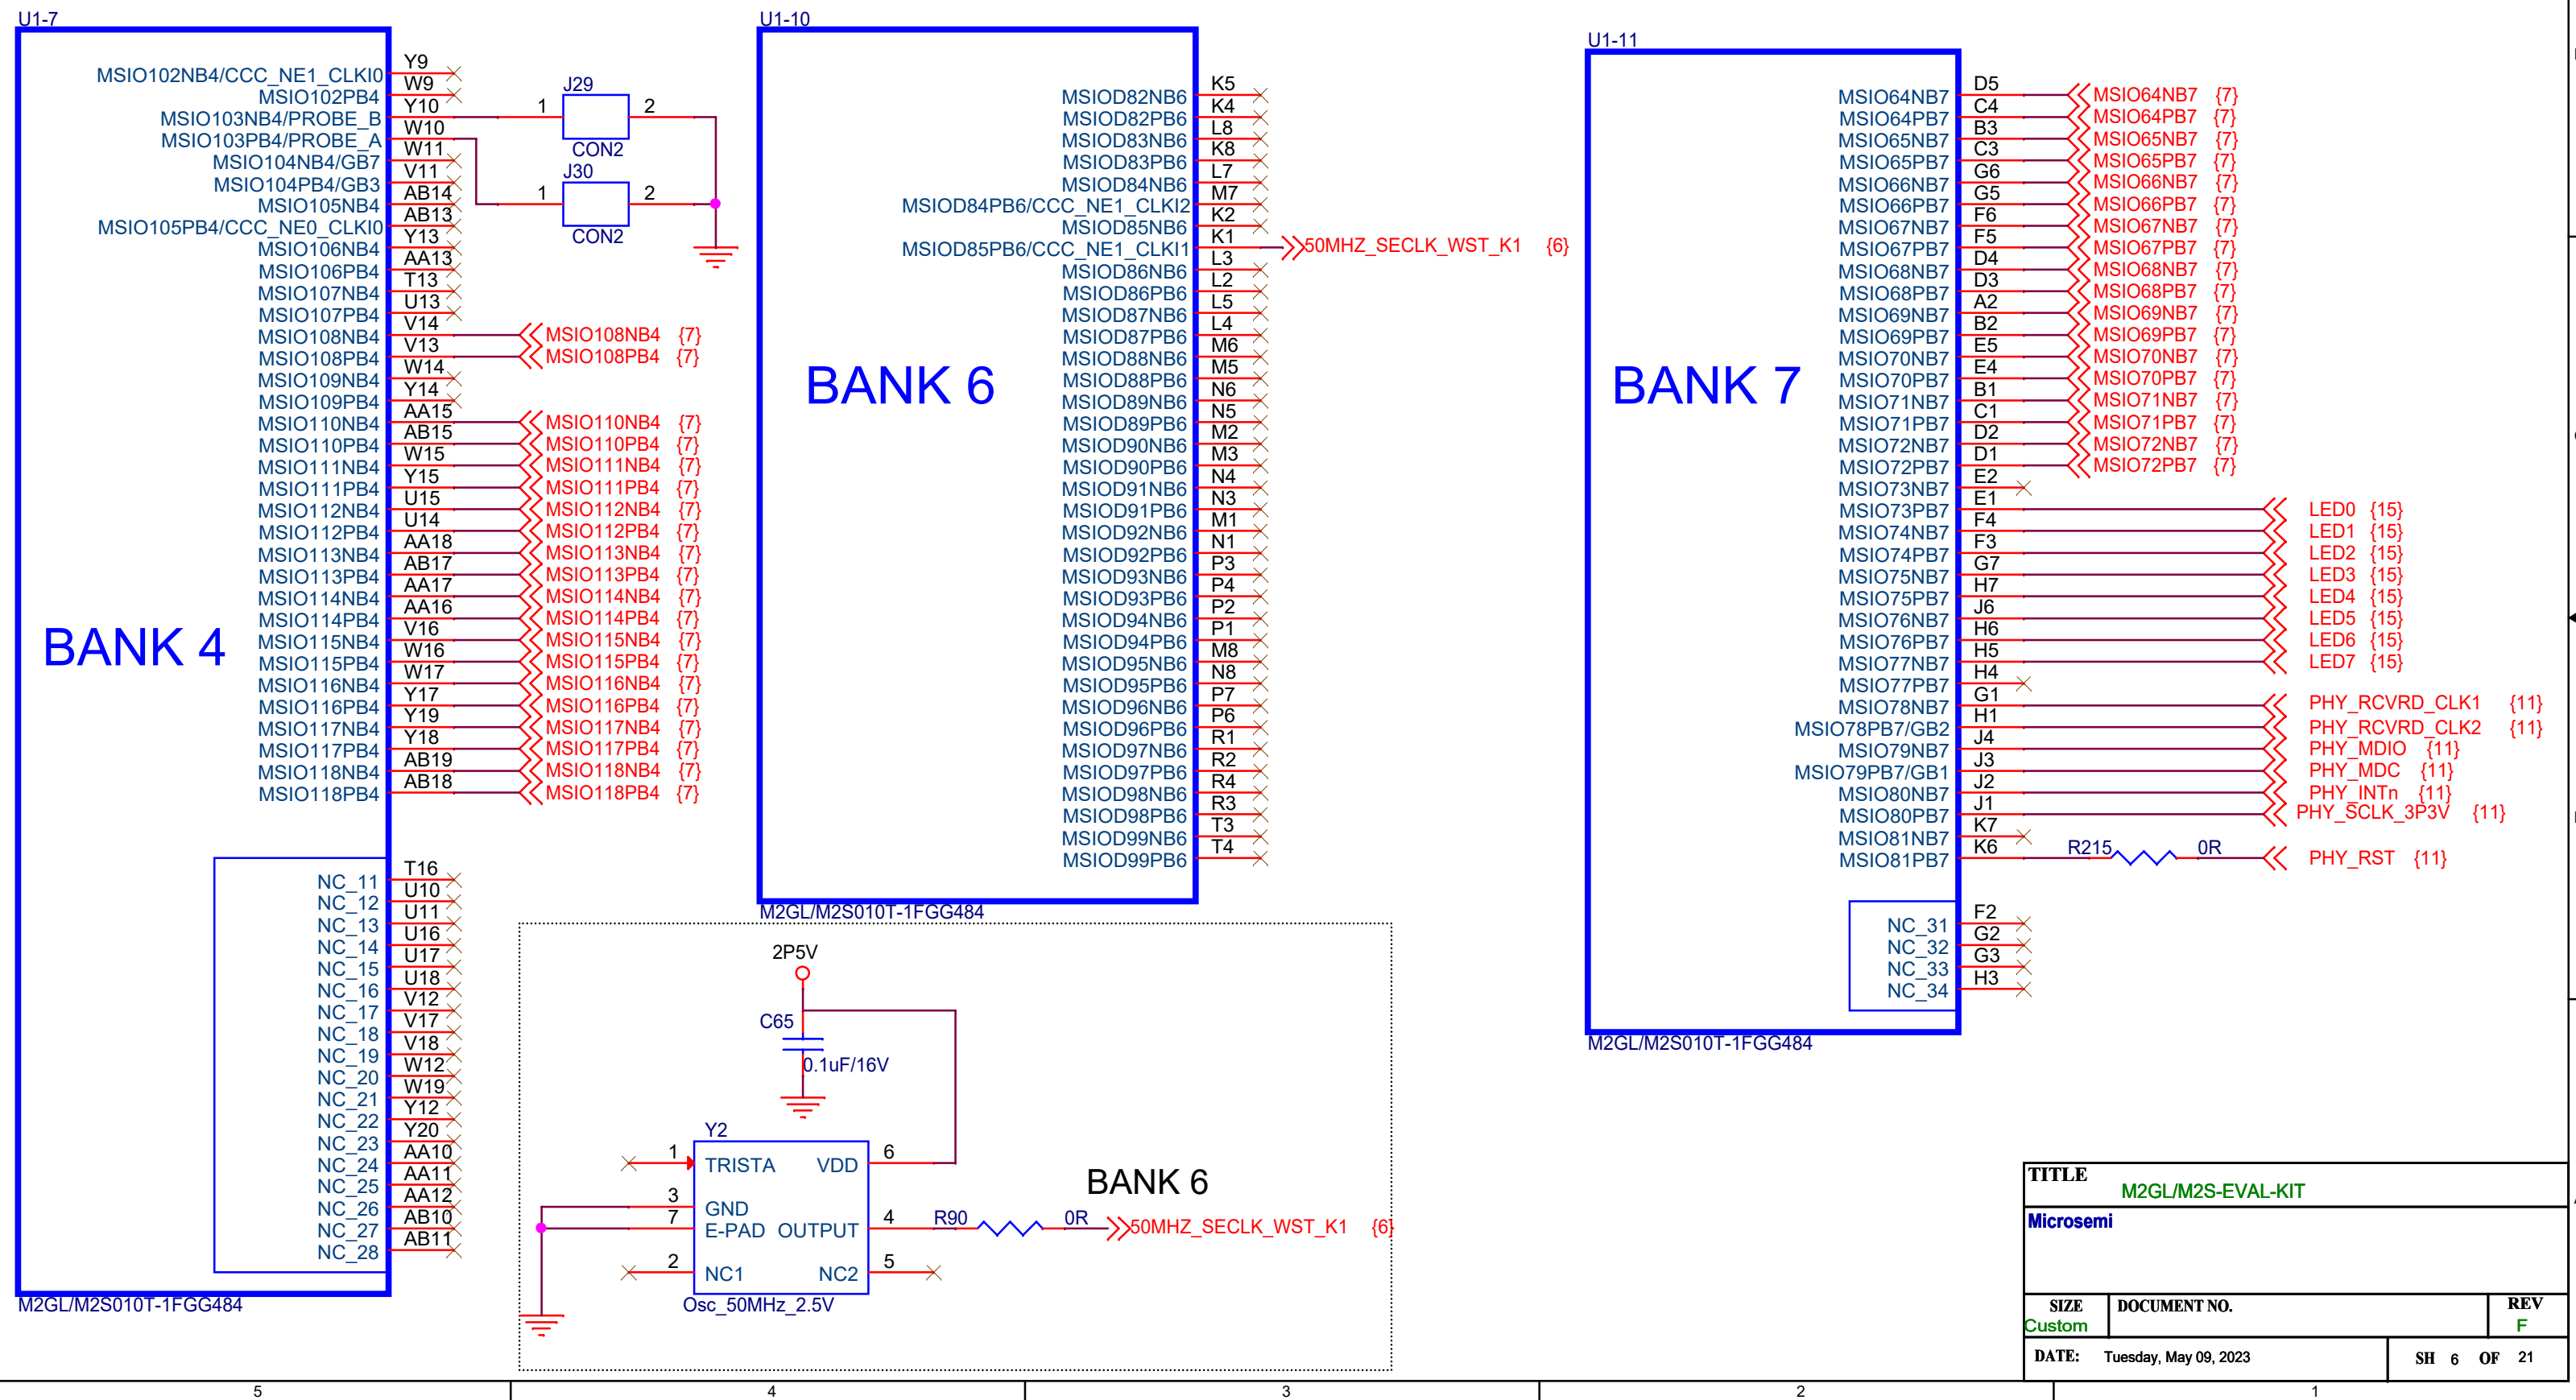 U1-7
MSIO102NB4/CCC_NE1_CLKI0 Y9
MSIO102PB4 W9
MSIO103NB4/PROBE_B Y10
MSIO103PB4/PROBE_A W10
MSIO104NB4/GB7 W11
MSIO104PB4/GB3 V11
MSIO105NB4 AB14
MSIO105PB4/CCC_NE0_CLKI0 AB13
MSIO106NB4 Y13
MSIO106PB4 AA13
MSIO107NB4 T13
MSIO107PB4 U13
MSIO108NB4 V14 MSIO108NB4 {7}
MSIO108PB4 V13 MSIO108PB4 {7}
MSIO109NB4 W14
MSIO109PB4 Y14
MSIO110NB4 AA15 MSIO110NB4 {7}
MSIO110PB4 AB15 MSIO110PB4 {7}
MSIO111NB4 W15 MSIO111NB4 {7}
MSIO111PB4 Y15 MSIO111PB4 {7}
MSIO112NB4 U15 MSIO112NB4 {7}
MSIO112PB4 U14 MSIO112PB4 {7}
MSIO113NB4 AA18 MSIO113NB4 {7}
MSIO113PB4 AB17 MSIO113PB4 {7}
MSIO114NB4 AA17 MSIO114NB4 {7}
MSIO114PB4 AA16 MSIO114PB4 {7}
MSIO115NB4 V16 MSIO115NB4 {7}
MSIO115PB4 W16 MSIO115PB4 {7}
MSIO116NB4 W17 MSIO116NB4 {7}
MSIO116PB4 Y17 MSIO116PB4 {7}
MSIO117NB4 Y19 MSIO117NB4 {7}
MSIO117PB4 Y18 MSIO117PB4 {7}
MSIO118NB4 AB19 MSIO118NB4 {7}
MSIO118PB4 AB18 MSIO118PB4 {7}
BANK 4
NC_11 T16
NC_12 U10
NC_13 U11
NC_14 U16
NC_15 U17
NC_16 U18
NC_17 V12
NC_18 V17
NC_19 V18
NC_20 W12
NC_21 W19
NC_22 Y12
NC_23 Y20
NC_24 AA10
NC_25 AA11
NC_26 AA12
NC_27 AB10
NC_28 AB11
M2GL/M2S010T-1FGG484
J29
1 2
CON2
J30
1 2
CON2
U1-10
MSIOD82NB6 K5
MSIOD82PB6 K4
MSIOD83NB6 L8
MSIOD83PB6 K8
MSIOD84NB6 L7
MSIOD84PB6/CCC_NE1_CLKI2 M7
MSIOD85NB6 K2
MSIOD85PB6/CCC_NE1_CLKI1 K1 50MHZ_SECLK_WST_K1 {6}
MSIOD86NB6 L3
MSIOD86PB6 L2
MSIOD87NB6 L5
MSIOD87PB6 L4
MSIOD88NB6 M6
MSIOD88PB6 M5
MSIOD89NB6 N6
MSIOD89PB6 N5
MSIOD90NB6 M2
MSIOD90PB6 M3
MSIOD91NB6 N4
MSIOD91PB6 N3
MSIOD92NB6 M1
MSIOD92PB6 N1
MSIOD93NB6 P3
MSIOD93PB6 P4
MSIOD94NB6 P2
MSIOD94PB6 P1
MSIOD95NB6 M8
MSIOD95PB6 N8
MSIOD96NB6 P7
MSIOD96PB6 P6
MSIOD97NB6 R1
MSIOD97PB6 R2
MSIOD98NB6 R4
MSIOD98PB6 R3
MSIOD99NB6 T3
MSIOD99PB6 T4
BANK 6
M2GL/M2S010T-1FGG484
2P5V
C65
0.1uF/16V
Y2
1 TRISTA VDD 6
3 GND
7 E-PAD OUTPUT 4 R90 0R 50MHZ_SECLK_WST_K1 {6}
2 NC1 NC2 5
Osc_50MHz_2.5V
BANK 6
U1-11
MSIO64NB7 D5 MSIO64NB7 {7}
MSIO64PB7 C4 MSIO64PB7 {7}
MSIO65NB7 B3 MSIO65NB7 {7}
MSIO65PB7 C3 MSIO65PB7 {7}
MSIO66NB7 G6 MSIO66NB7 {7}
MSIO66PB7 G5 MSIO66PB7 {7}
MSIO67NB7 F6 MSIO67NB7 {7}
MSIO67PB7 F5 MSIO67PB7 {7}
MSIO68NB7 D4 MSIO68NB7 {7}
MSIO68PB7 D3 MSIO68PB7 {7}
MSIO69NB7 A2 MSIO69NB7 {7}
MSIO69PB7 B2 MSIO69PB7 {7}
MSIO70NB7 E5 MSIO70NB7 {7}
MSIO70PB7 E4 MSIO70PB7 {7}
MSIO71NB7 B1 MSIO71NB7 {7}
MSIO71PB7 C1 MSIO71PB7 {7}
MSIO72NB7 D2 MSIO72NB7 {7}
MSIO72PB7 D1 MSIO72PB7 {7}
MSIO73NB7 E2
MSIO73PB7 E1 LED0 {15}
MSIO74NB7 F4 LED1 {15}
MSIO74PB7 F3 LED2 {15}
MSIO75NB7 G7 LED3 {15}
MSIO75PB7 H7 LED4 {15}
MSIO76NB7 J6 LED5 {15}
MSIO76PB7 H6 LED6 {15}
MSIO77NB7 H5 LED7 {15}
MSIO77PB7 H4
MSIO78NB7 G1 PHY_RCVRD_CLK1 {11}
MSIO78PB7/GB2 H1 PHY_RCVRD_CLK2 {11}
MSIO79NB7 J4 PHY_MDIO {11}
MSIO79PB7/GB1 J3 PHY_MDC {11}
MSIO80NB7 J2 PHY_INTn {11}
MSIO80PB7 J1 PHY_SCLK_3P3V {11}
MSIO81NB7 K7
MSIO81PB7 K6 R215 0R PHY_RST {11}
BANK 7
NC_31 F2
NC_32 G2
NC_33 G3
NC_34 H3
M2GL/M2S010T-1FGG484
TITLE
M2GL/M2S-EVAL-KIT
Microsemi
SIZE DOCUMENT NO. REV
Custom F
DATE: Tuesday, May 09, 2023 SH 6 OF 21
5 4 3 2 1